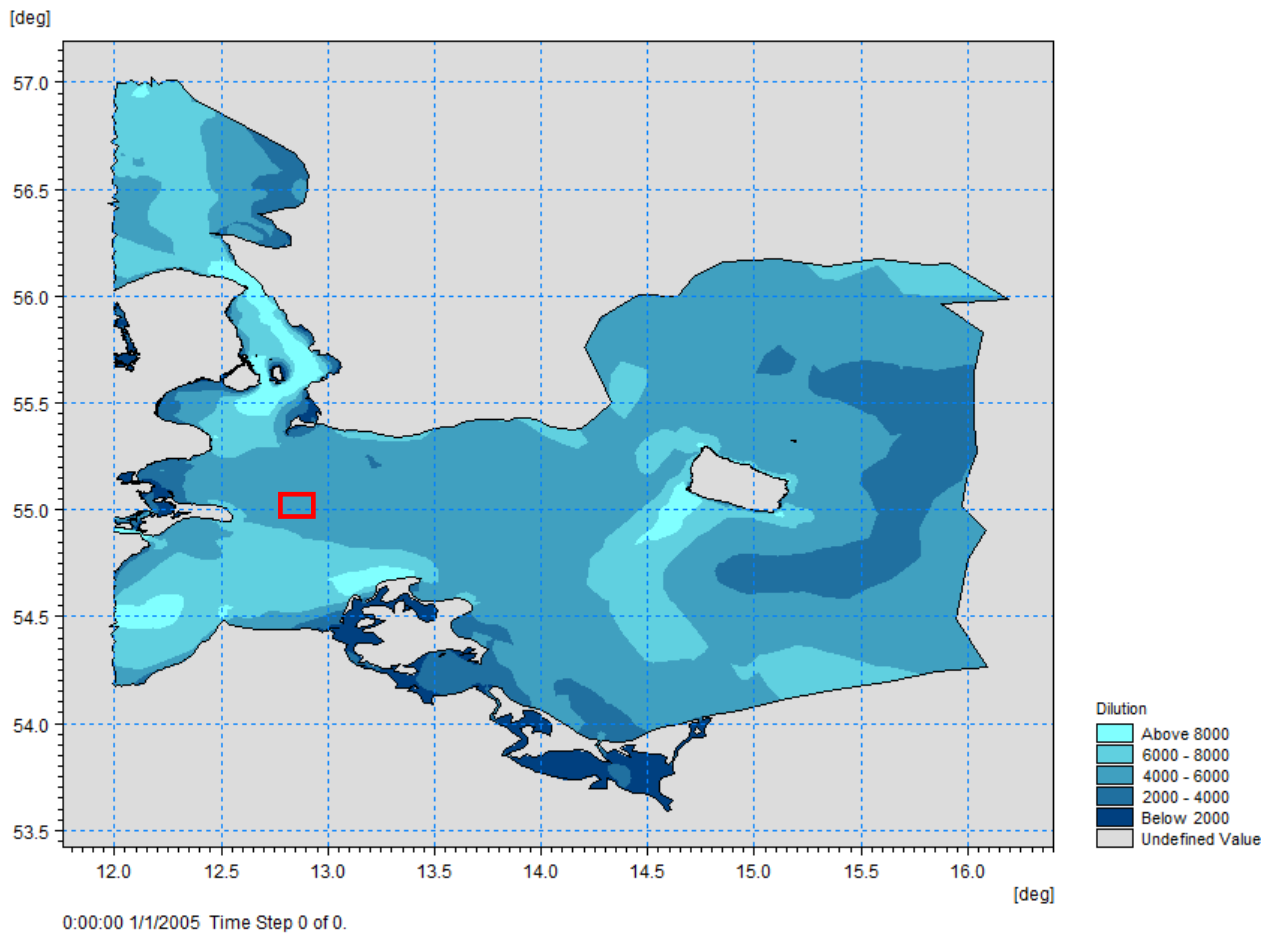 [deg]
57.0
56.5
56.0
55.5
55.0
54.5
54.0
53.5
12.0 12.5 13.0 13.5 14.0 14.5 15.0 15.5 16.0
[deg]
Dilution
Above 8000
6000 - 8000
4000 - 6000
2000 - 4000
Below 2000
Undefined Value
0:00:00 1/1/2005 Time Step 0 of 0.